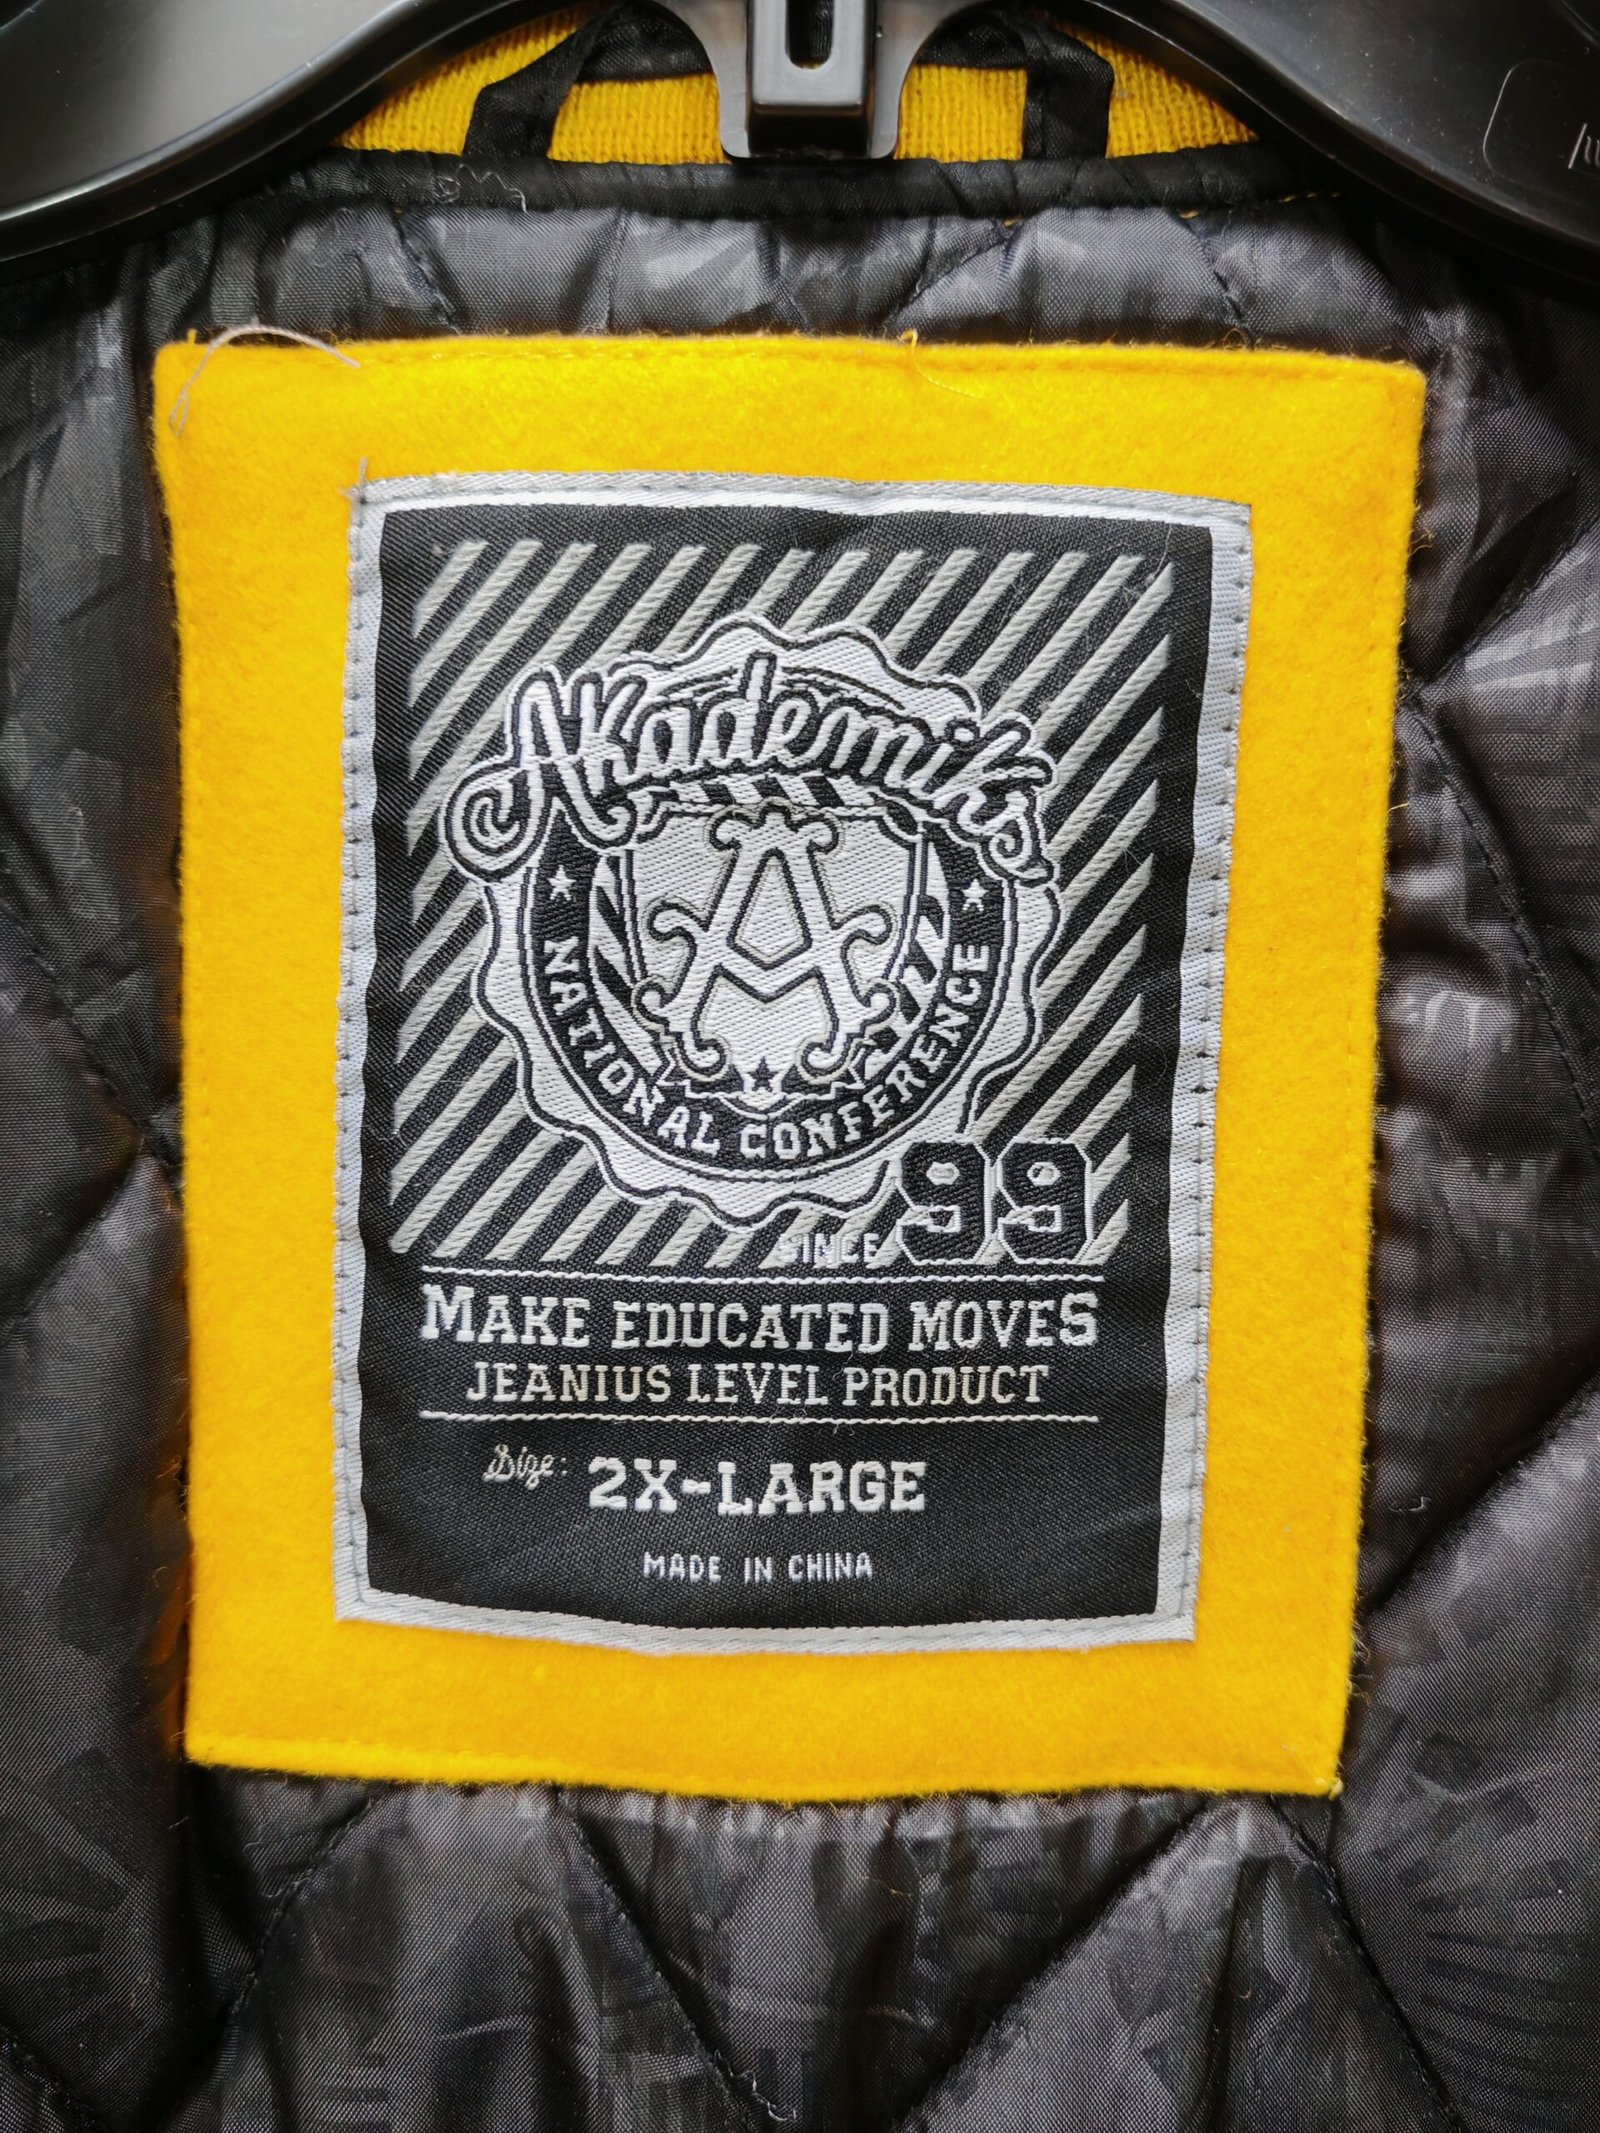 Akademiks
A
NATIONAL CONFERENCE
SINCE 99
MAKE EDUCATED MOVES
JEANIUS LEVEL PRODUCT
Size: 2X-LARGE
MADE IN CHINA